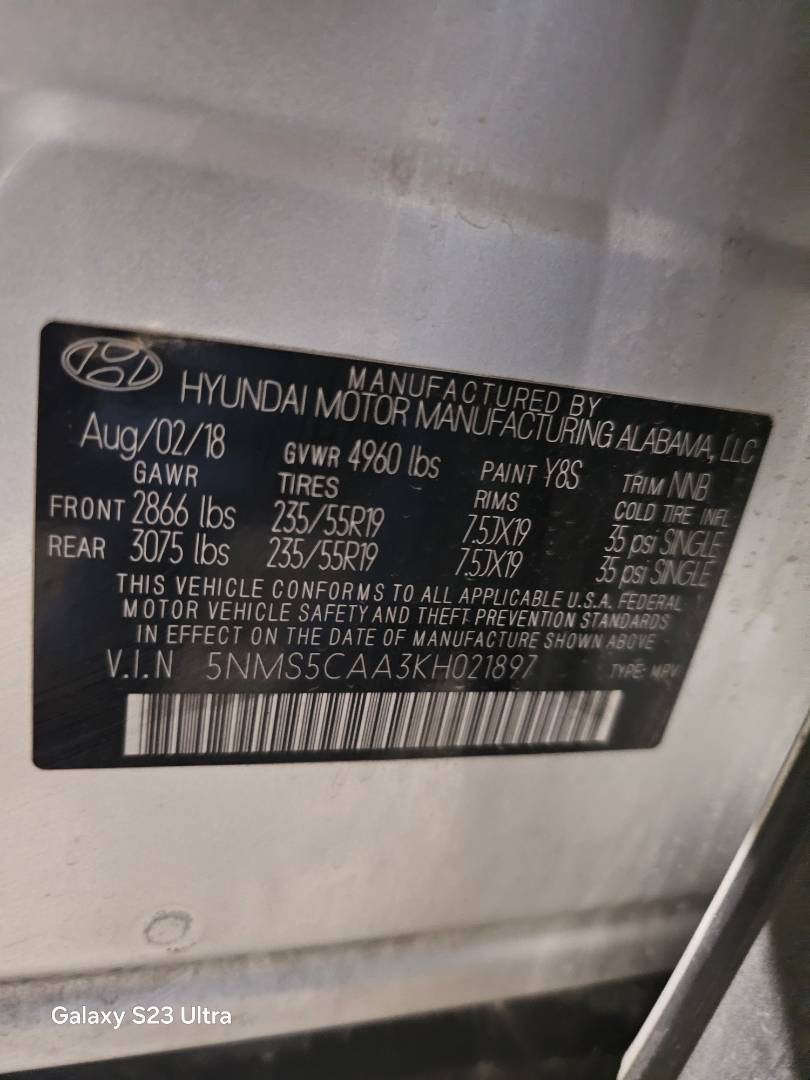 MANUFACTURED BY
HYUNDAI MOTOR MANUFACTURING ALABAMA, LLC
Aug/02/18 GVWR 4960 lbs PAINT Y8S TRIM NNB
GAWR TIRES RIMS COLD TIRE INFL
FRONT 2866 lbs 235/55R19 7.5JX19 35 psi SINGLE
REAR 3075 lbs 235/55R19 7.5JX19 35 psi SINGLE
THIS VEHICLE CONFORMS TO ALL APPLICABLE U.S.A. FEDERAL
MOTOR VEHICLE SAFETY AND THEFT PREVENTION STANDARDS
IN EFFECT ON THE DATE OF MANUFACTURE SHOWN ABOVE
V.I.N 5NMS5CAA3KH021897 TYPE: MPV
Galaxy S23 Ultra